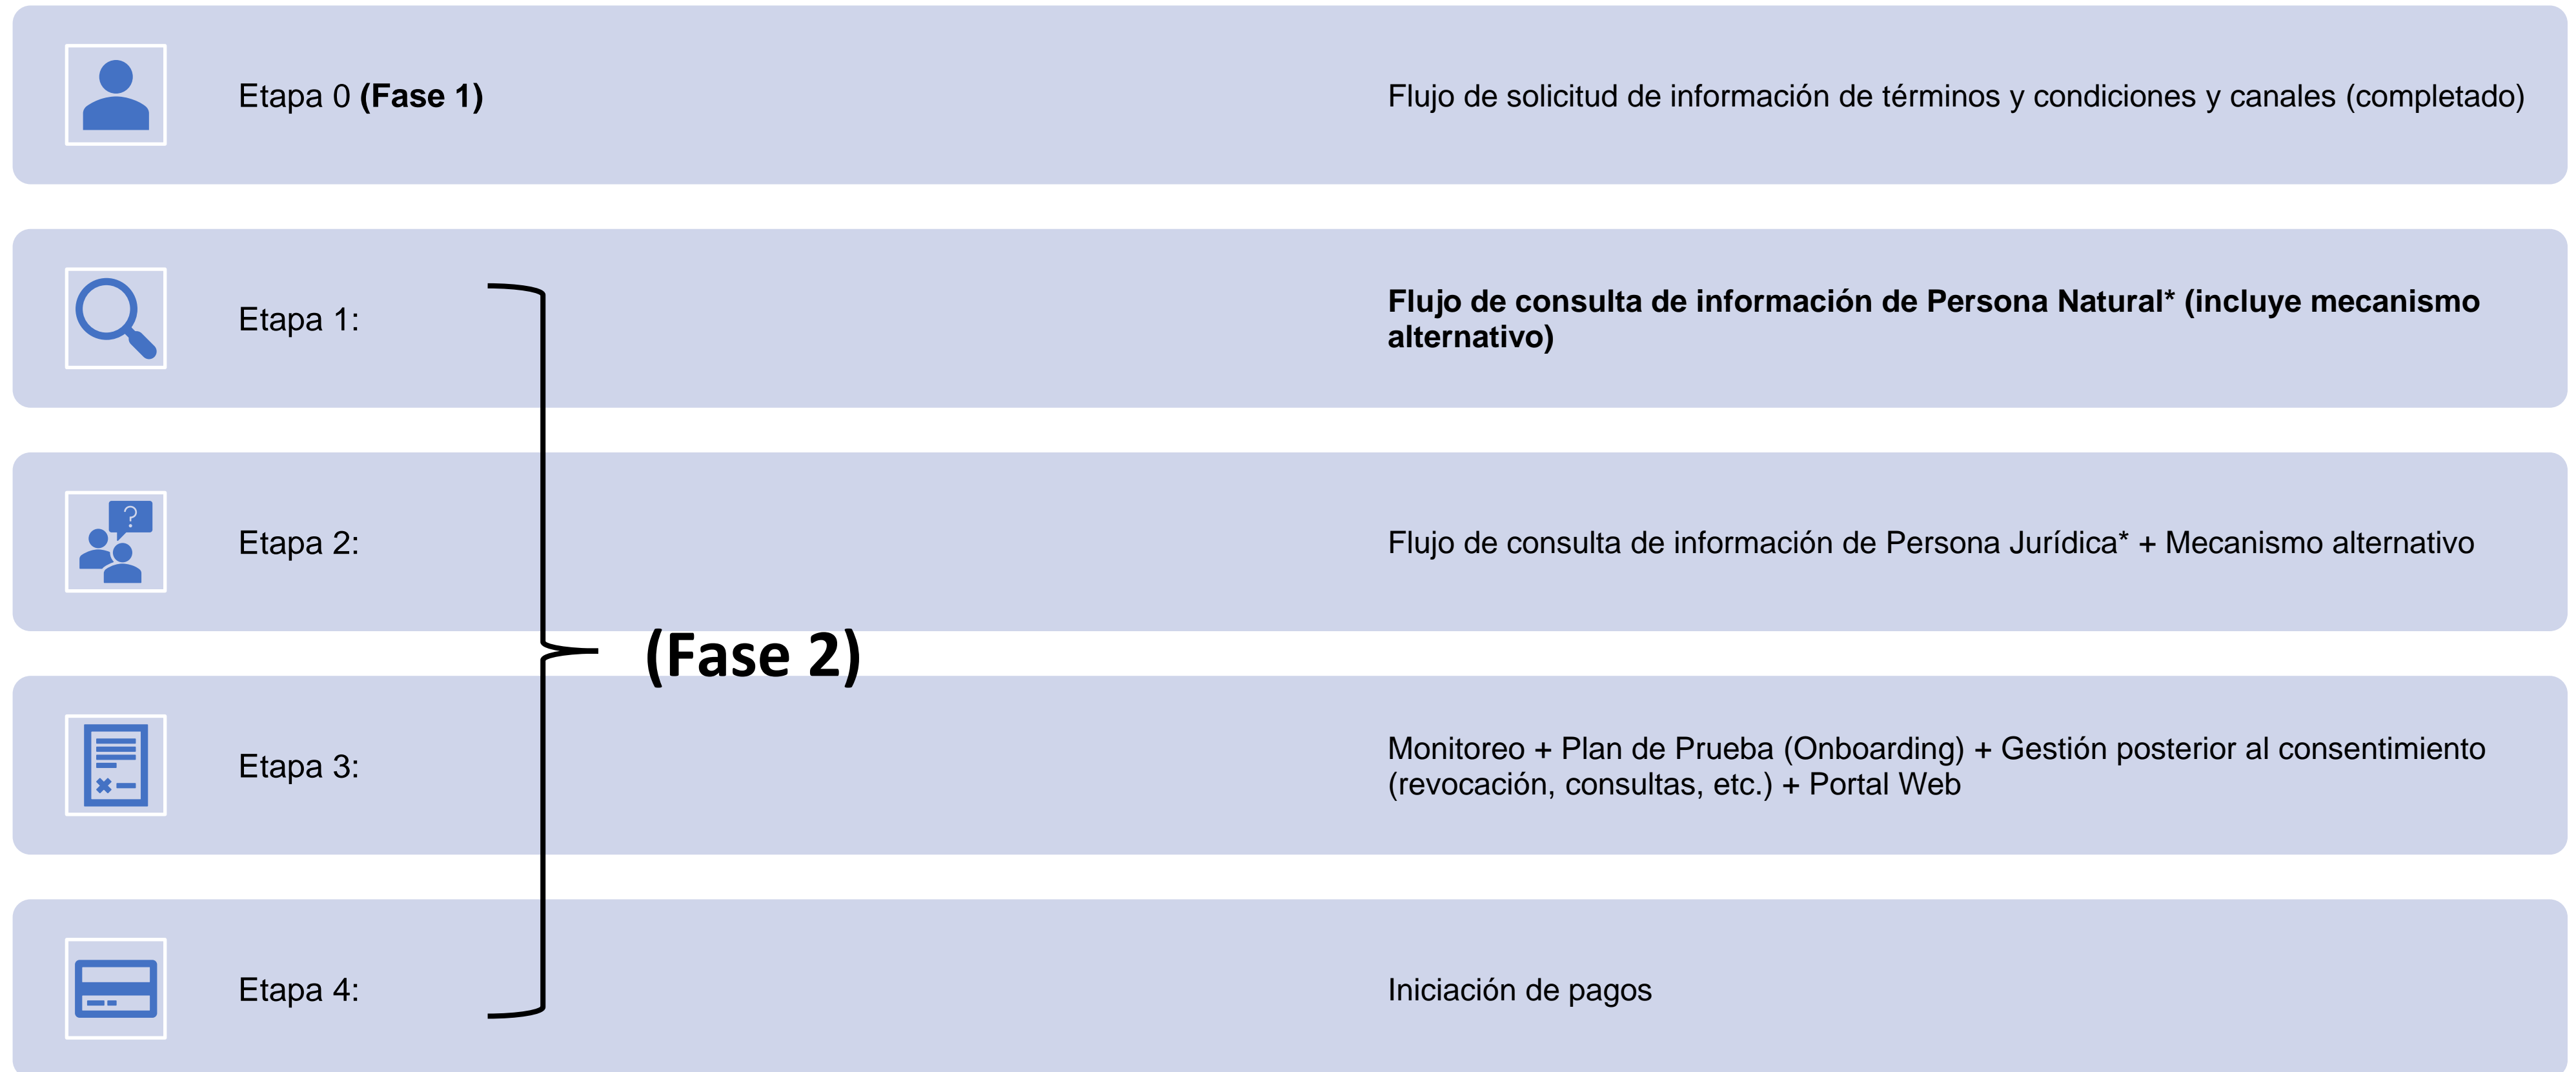 Etapa 0 (Fase 1)
Flujo de solicitud de información de términos y condiciones y canales (completado)
Etapa 1:
Flujo de consulta de información de Persona Natural* (incluye mecanismo
alternativo)
Etapa 2:
?
Flujo de consulta de información de Persona Jurídica* + Mecanismo alternativo
(Fase 2)
Etapa 3:
Monitoreo + Plan de Prueba (Onboarding) + Gestión posterior al consentimiento
(revocación, consultas, etc.) + Portal Web
Etapa 4:
Iniciación de pagos